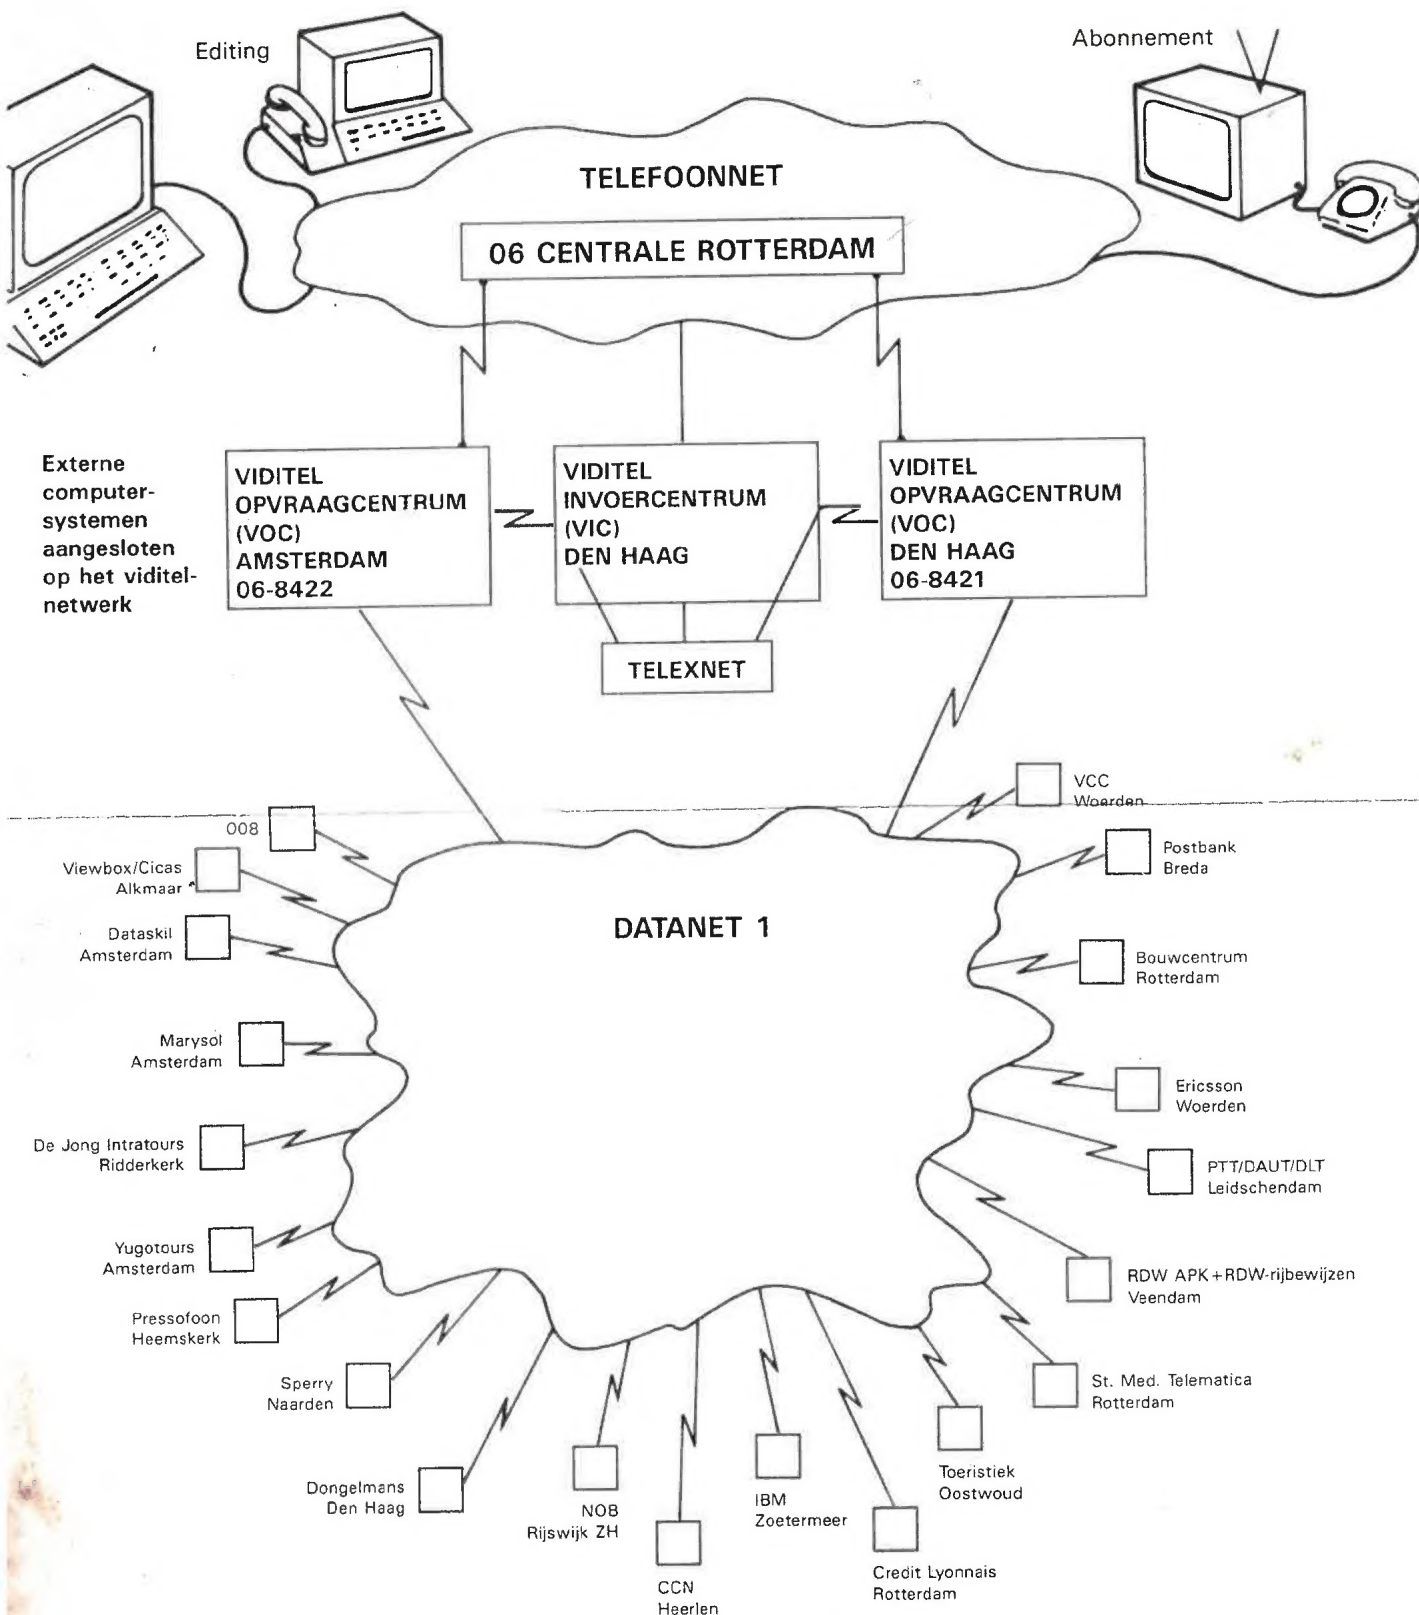 Editing
Abonnement
TELEFOONNET
06 CENTRALE ROTTERDAM
Externe
computer-
systemen
aangesloten
op het viditel-
netwerk
VIDITEL
OPVRAAGCENTRUM
(VOC)
AMSTERDAM
06-8422
VIDITEL
INVOERCENTRUM
(VIC)
DEN HAAG
VIDITEL
OPVRAAGCENTRUM
(VOC)
DEN HAAG
06-8421
TELEXNET
DATANET 1
008
Viewbox/Cicas
Alkmaar
Dataskil
Amsterdam
Marysol
Amsterdam
De Jong Intratours
Ridderkerk
Yugotours
Amsterdam
Pressofoon
Heemskerk
Sperry
Naarden
Dongelmans
Den Haag
NOB
Rijswijk ZH
CCN
Heerlen
IBM
Zoetermeer
Credit Lyonnais
Rotterdam
Toeristiek
Oostwoud
St. Med. Telematica
Rotterdam
RDW APK+RDW-rijbewijzen
Veendam
PTT/DAUT/DLT
Leidschendam
Ericsson
Woerden
Bouwcentrum
Rotterdam
Postbank
Breda
VCC
Woerden